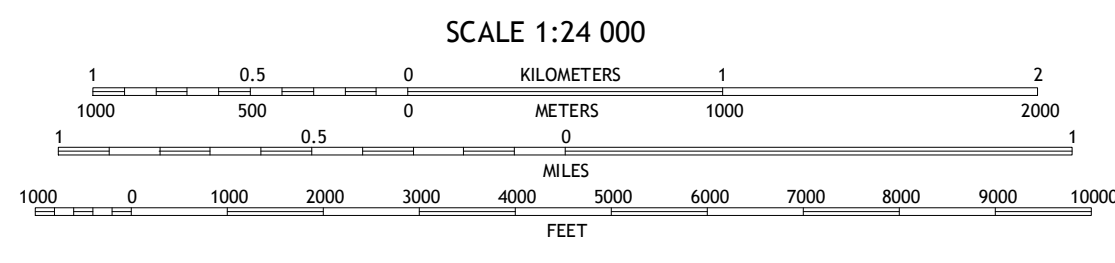 SCALE 1:24 000
1 0.5 0 KILOMETERS 1 2
1000 500 0 METERS 1000 2000
1 0.5 0 1
MILES
1000 0 1000 2000 3000 4000 5000 6000 7000 8000 9000 10000
FEET